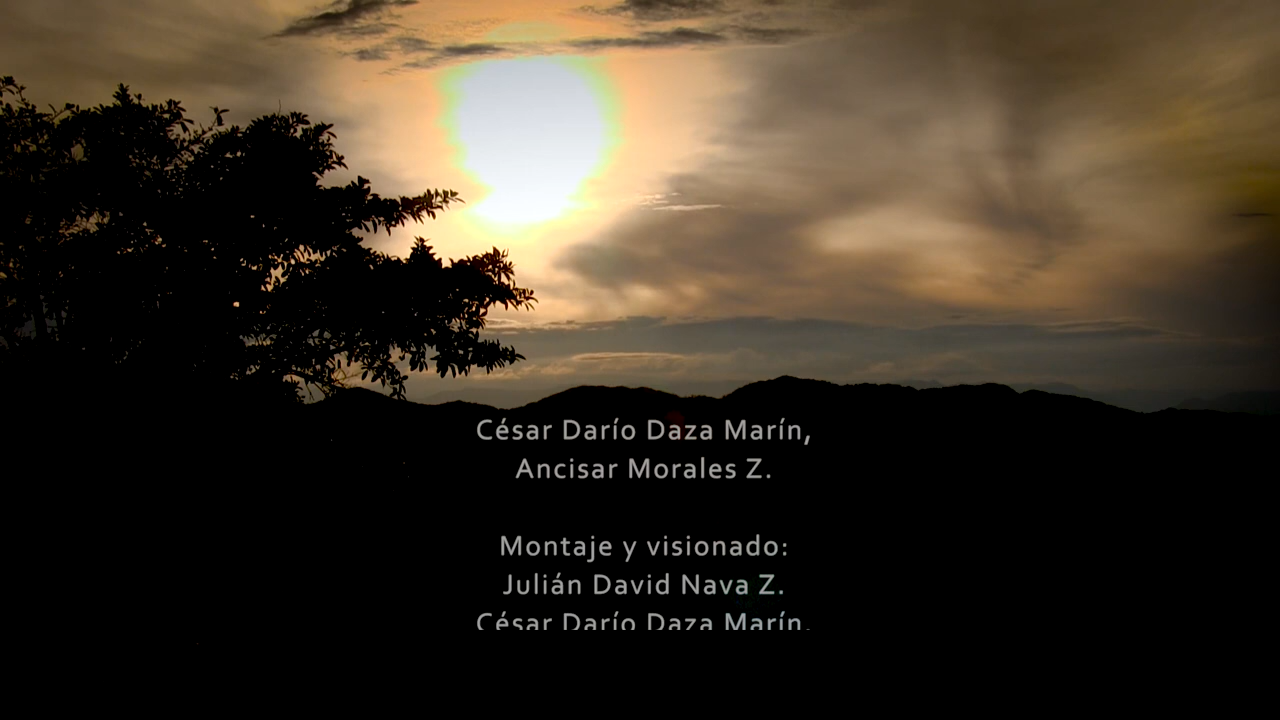 César Darío Daza Marín,
Ancisar Morales Z.
Montaje y visionado:
Julián David Nava Z.
César Darío Daza Marín,